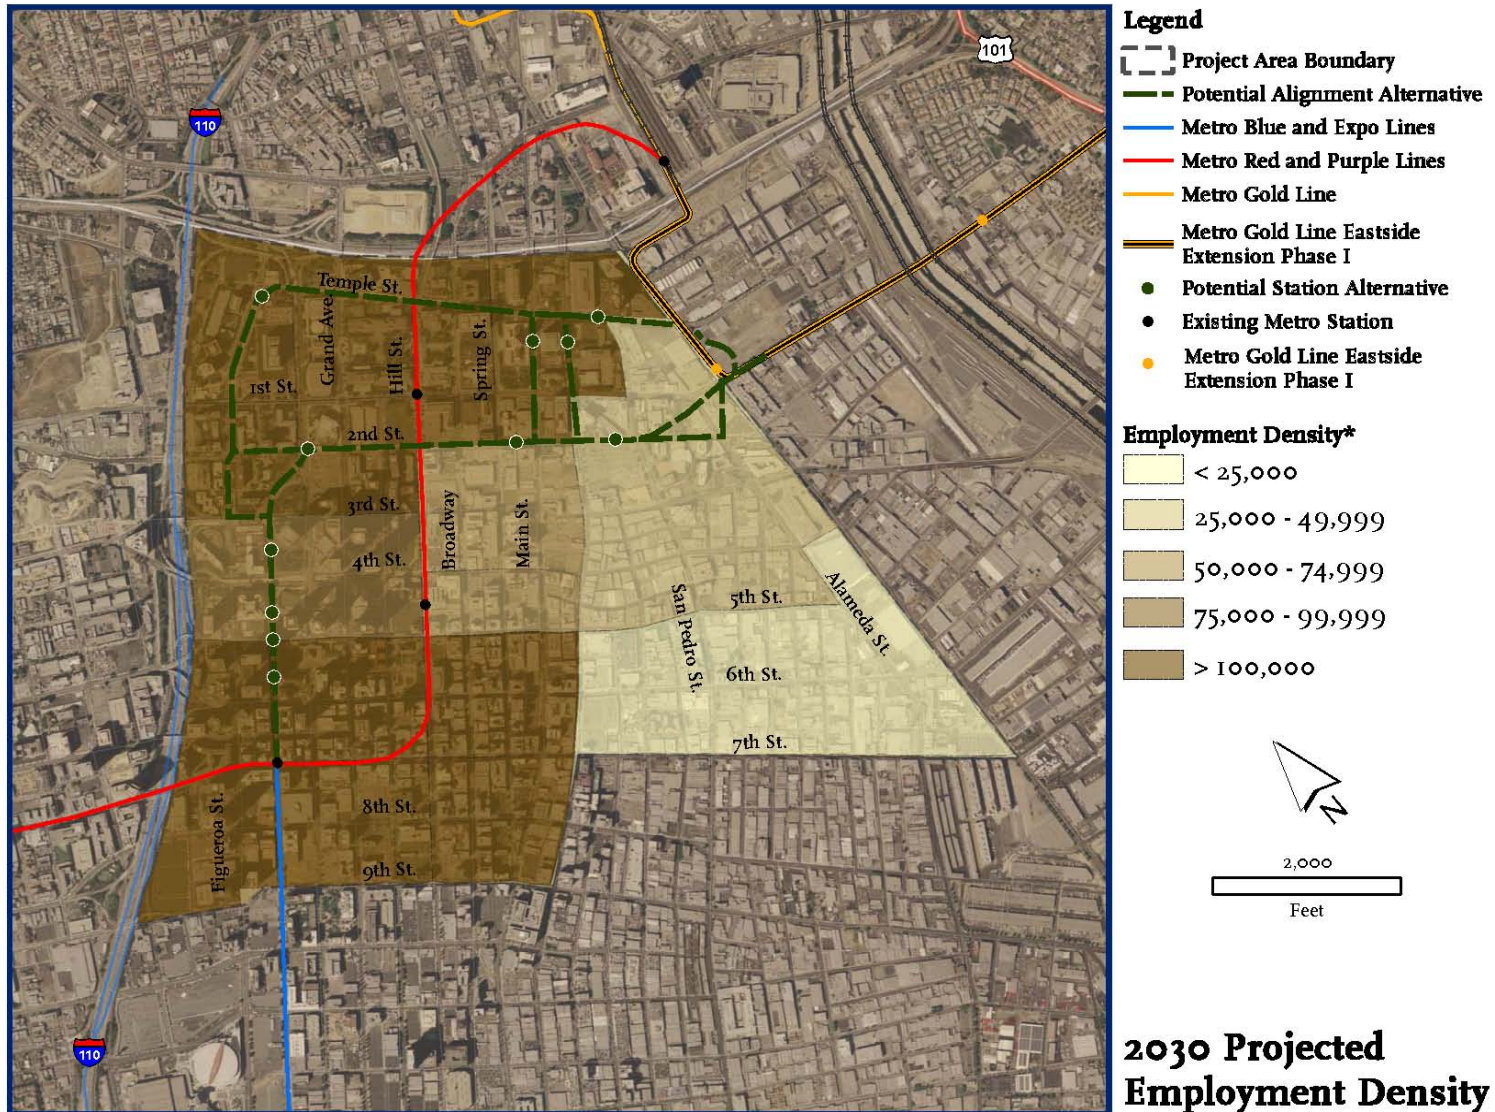 Legend
Project Area Boundary
Potential Alignment Alternative
Metro Blue and Expo Lines
Metro Red and Purple Lines
Metro Gold Line
Metro Gold Line Eastside
Extension Phase I
Potential Station Alternative
Existing Metro Station
Metro Gold Line Eastside
Extension Phase I
Employment Density*
< 25,000
25,000 - 49,999
50,000 - 74,999
75,000 - 99,999
> 100,000
N
2,000
Feet
2030 Projected
Employment Density
101
110
Temple St.
Grand Ave.
Hill St.
Spring St.
1st St.
2nd St.
3rd St.
Broadway
Main St.
4th St.
5th St.
San Pedro St.
Alameda St.
6th St.
7th St.
8th St.
Figueroa St.
9th St.
110